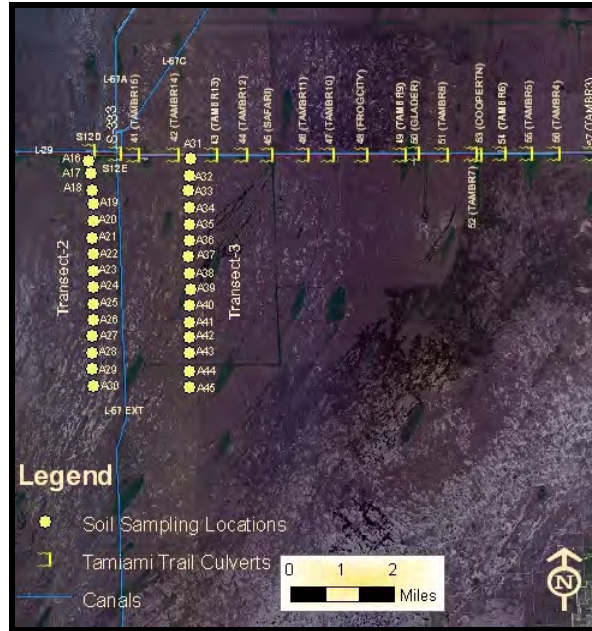 L-67C
L-67A
S-333
41 (TAMBR15)
42 (TAMBR14)
43 (TAMBR13)
44 (TAMBR12)
45 (SAFARI)
46 (TAMBR11)
47 (TAMBR10)
48 (FROGCITY)
49 (TAMBR9)
50 (GLADER)
51 (TAMBR8)
53 (COOPERTN)
54 (TAMBR6)
55 (TAMBR5)
56 (TAMBR4)
57 (TAMBR3)
52 (TAMBR7)
S12D
L-29
S12E
A16
A17
A18
A19
A20
A21
A22
A23
A24
A25
A26
A27
A28
A29
A30
Transect-2
A31
A32
A33
A34
A35
A36
A37
A38
A39
A40
A41
A42
A43
A44
A45
Transect-3
L-67 EXT
Legend
Soil Sampling Locations
Tamiami Trail Culverts
Canals
0 1 2
Miles
N